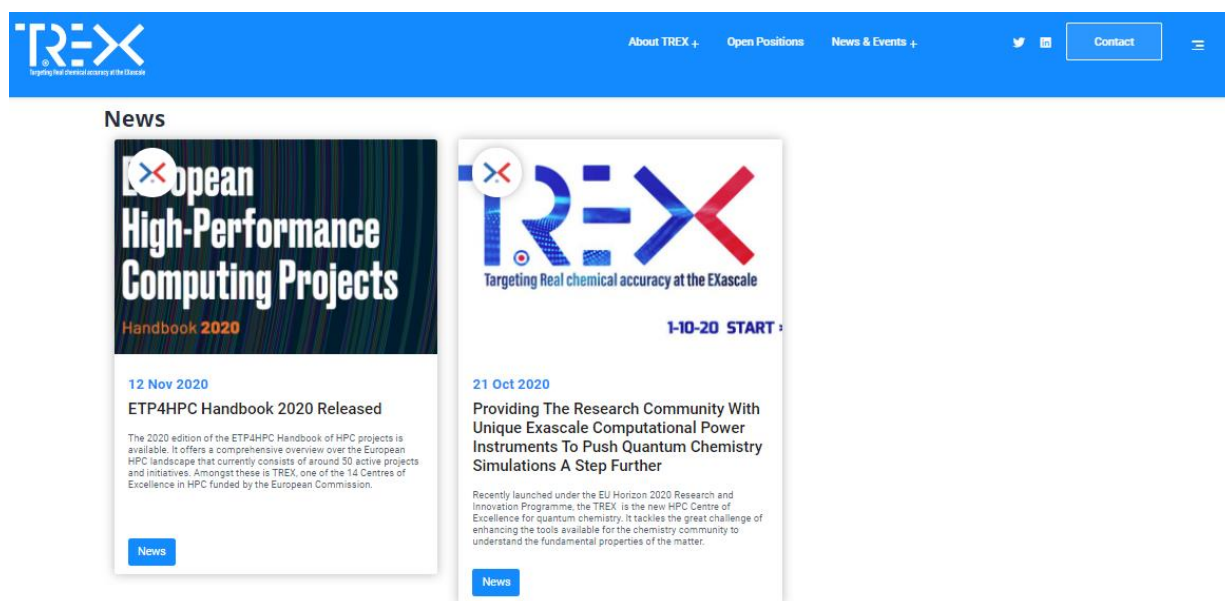 TREX
Targeting Real chemical accuracy at the EXascale
About TREX +
Open Positions
News & Events +
Contact
News
European
High-Performance
Computing Projects
Handbook 2020
12 Nov 2020
ETP4HPC Handbook 2020 Released
The 2020 edition of the ETP4HPC Handbook of HPC projects is
available. It offers a comprehensive overview over the European
HPC landscape that currently consists of around 50 active projects
and initiatives. Amongst these is TREX, one of the 14 Centres of
Excellence in HPC funded by the European Commission.
News
TREX
Targeting Real chemical accuracy at the EXascale
1-10-20 START
21 Oct 2020
Providing The Research Community With
Unique Exascale Computational Power
Instruments To Push Quantum Chemistry
Simulations A Step Further
Recently launched under the EU Horizon 2020 Research and
Innovation Programme, the TREX is the new HPC Centre of
Excellence for quantum chemistry. It tackles the great challenge of
enhancing the tools available for the chemistry community to
understand the fundamental properties of the matter.
News